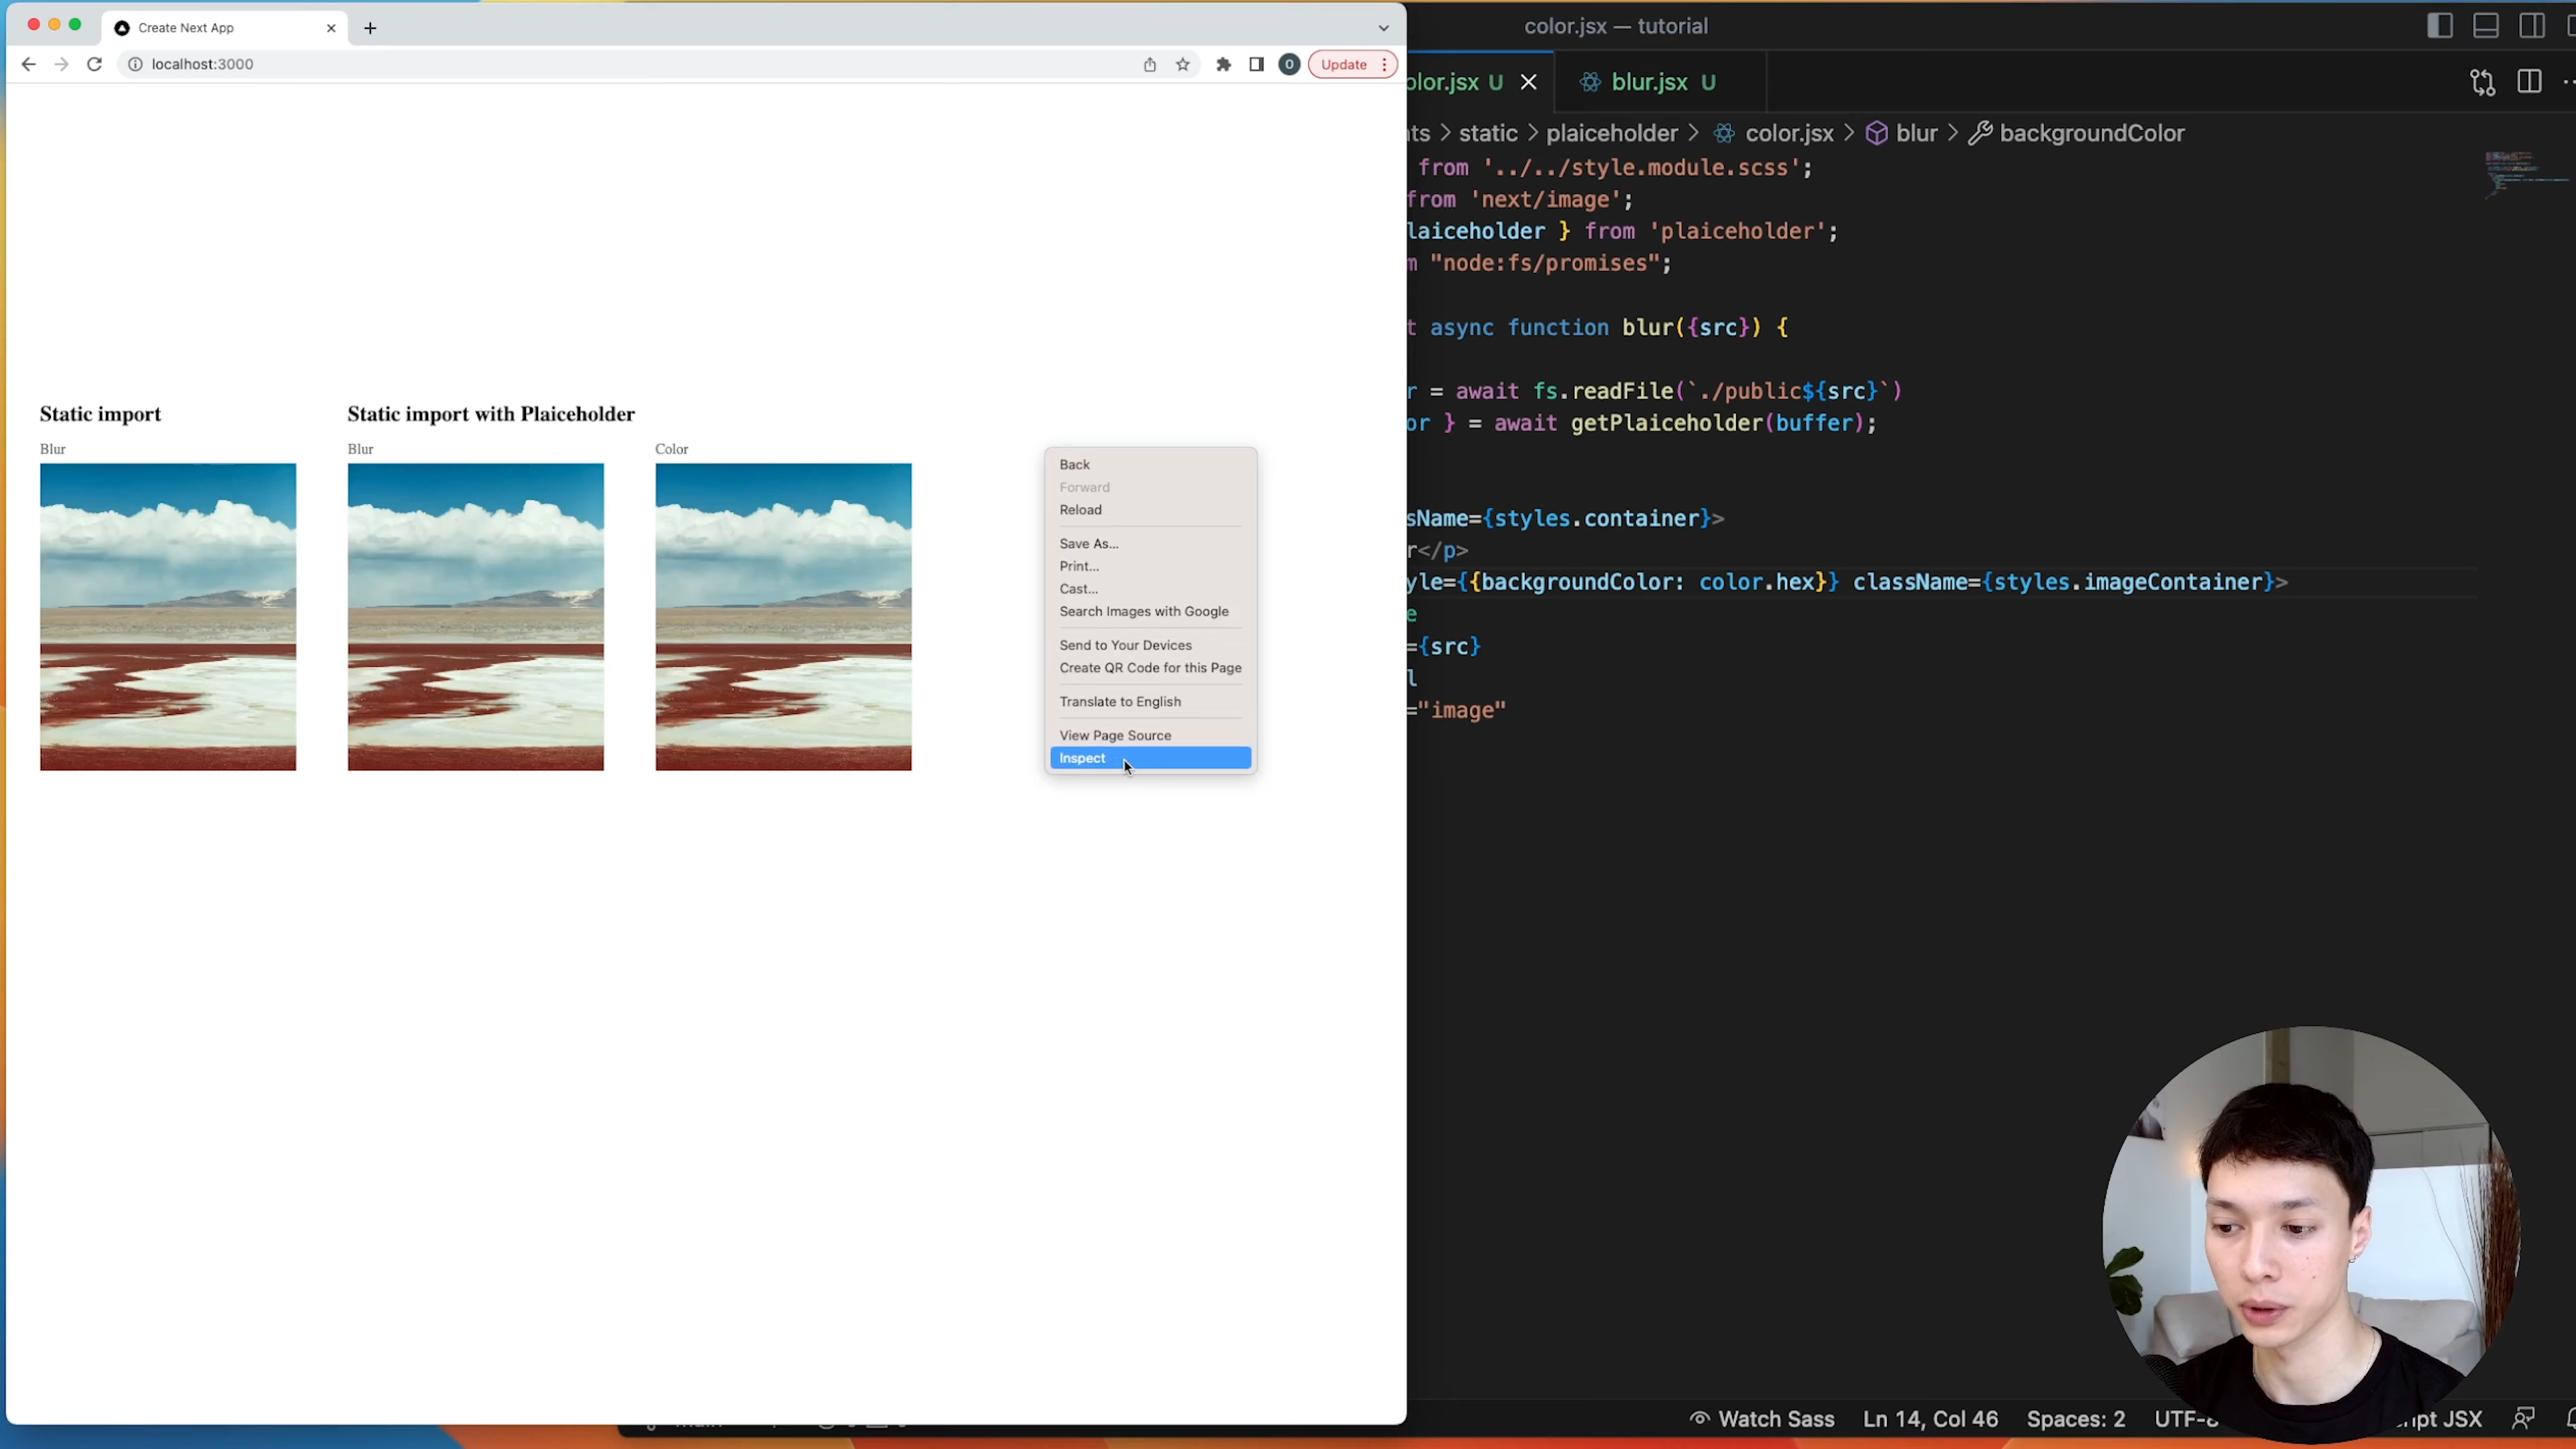 Create Next App
color.jsx — tutorial
localhost:3000
O
Update
olor.jsx U
blur.jsx U
nts > static > plaiceholder > color.jsx > blur > backgroundColor
from '../../style.module.scss';
from 'next/image';
laiceholder } from 'plaiceholder';
m "node:fs/promises";
t async function blur({src}) {
r = await fs.readFile(`./public${src}`)
or } = await getPlaiceholder(buffer);
sName={styles.container}>
r</p>
yle={{backgroundColor: color.hex}} className={styles.imageContainer}>
e
={src}
l
="image"
Static import
Static import with Plaiceholder
Blur
Blur
Color
Back
Forward
Reload
Save As...
Print...
Cast...
Search Images with Google
Send to Your Devices
Create QR Code for this Page
Translate to English
View Page Source
Inspect
Watch Sass
Ln 14, Col 46
Spaces: 2
UTF-8
ript JSX